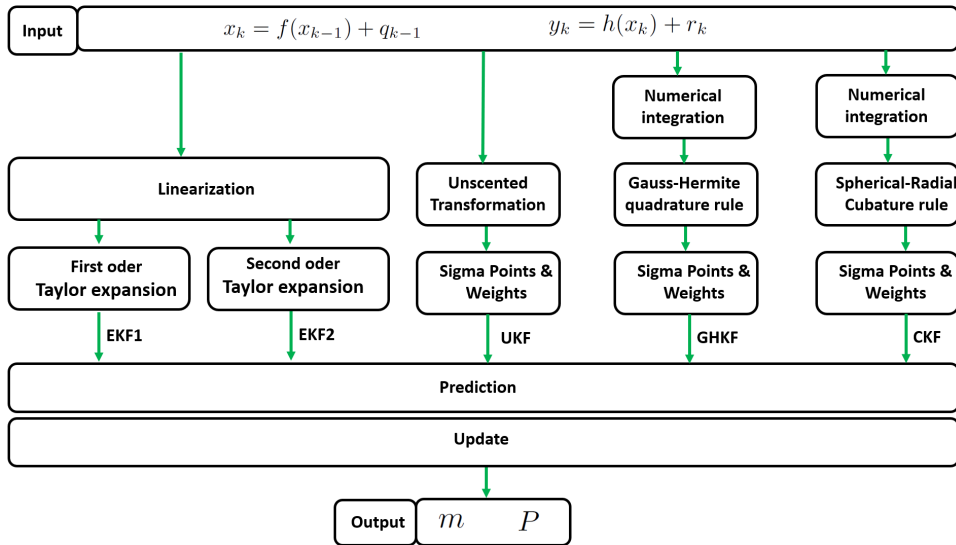 Input
x_k = f(x_{k-1}) + q_{k-1}
y_k = h(x_k) + r_k
Numerical
integration
Numerical
integration
Linearization
Unscented
Transformation
Gauss-Hermite
quadrature rule
Spherical-Radial
Cubature rule
First oder
Taylor expansion
Second oder
Taylor expansion
Sigma Points &
Weights
Sigma Points &
Weights
Sigma Points &
Weights
EKF1
EKF2
UKF
GHKF
CKF
Prediction
Update
Output
m
P